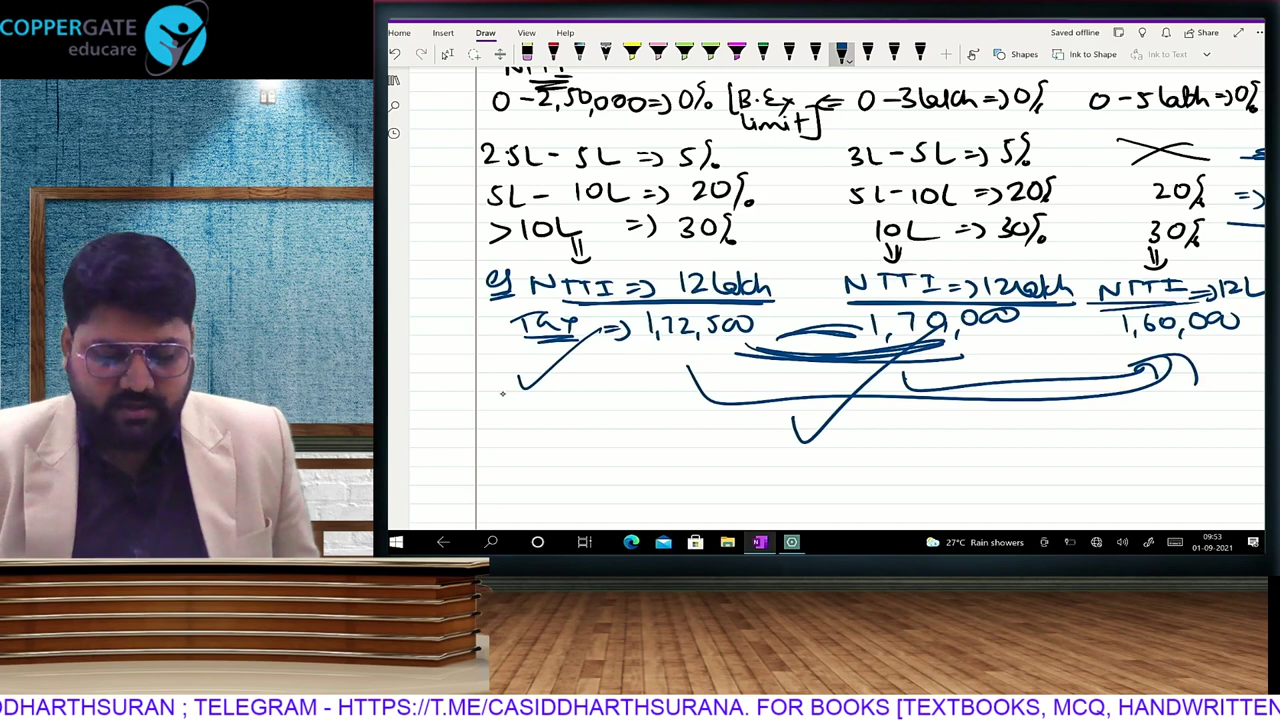 COPPERGATE
educare
Home Insert Draw View Help
Saved offline
Share
Shapes
Ink to Shape
Ink to Text
NTTI
0 - 2,50,000 => 0% [B.Ex limit] <= 0 - 3 lakh => 0% 0 - 5 lakh => 0%
2.5L - 5L => 5% 3L - 5L => 5%
5L - 10L => 20% 5L - 10L => 20% 20% =>
> 10L => 30% 10L => 30% 30%
eg NTTI => 12 lakh NTTI => 12 lakh NTTI => 12L
Tax => 1,72,500 1,70,000 1,60,000
27°C Rain showers
09:53
01-09-2021
DDHARTHSURAN ; TELEGRAM - HTTPS://T.ME/CASIDDHARTHSURANA. FOR BOOKS [TEXTBOOKS, MCQ, HANDWRITTEN